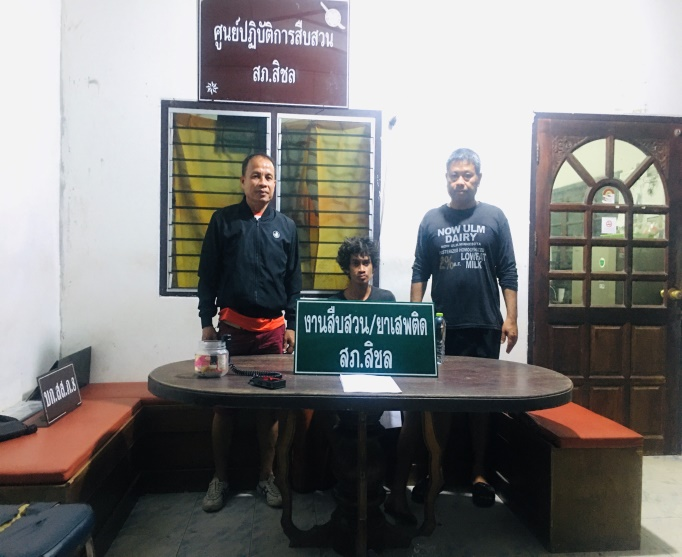 ศูนย์ปฏิบัติการสืบสวน
สภ.สิชล
NOW ULM
DAIRY
2%
LOWFAT
MILK
งานสืบสวน/ยาเสพติด
สภ.สิชล